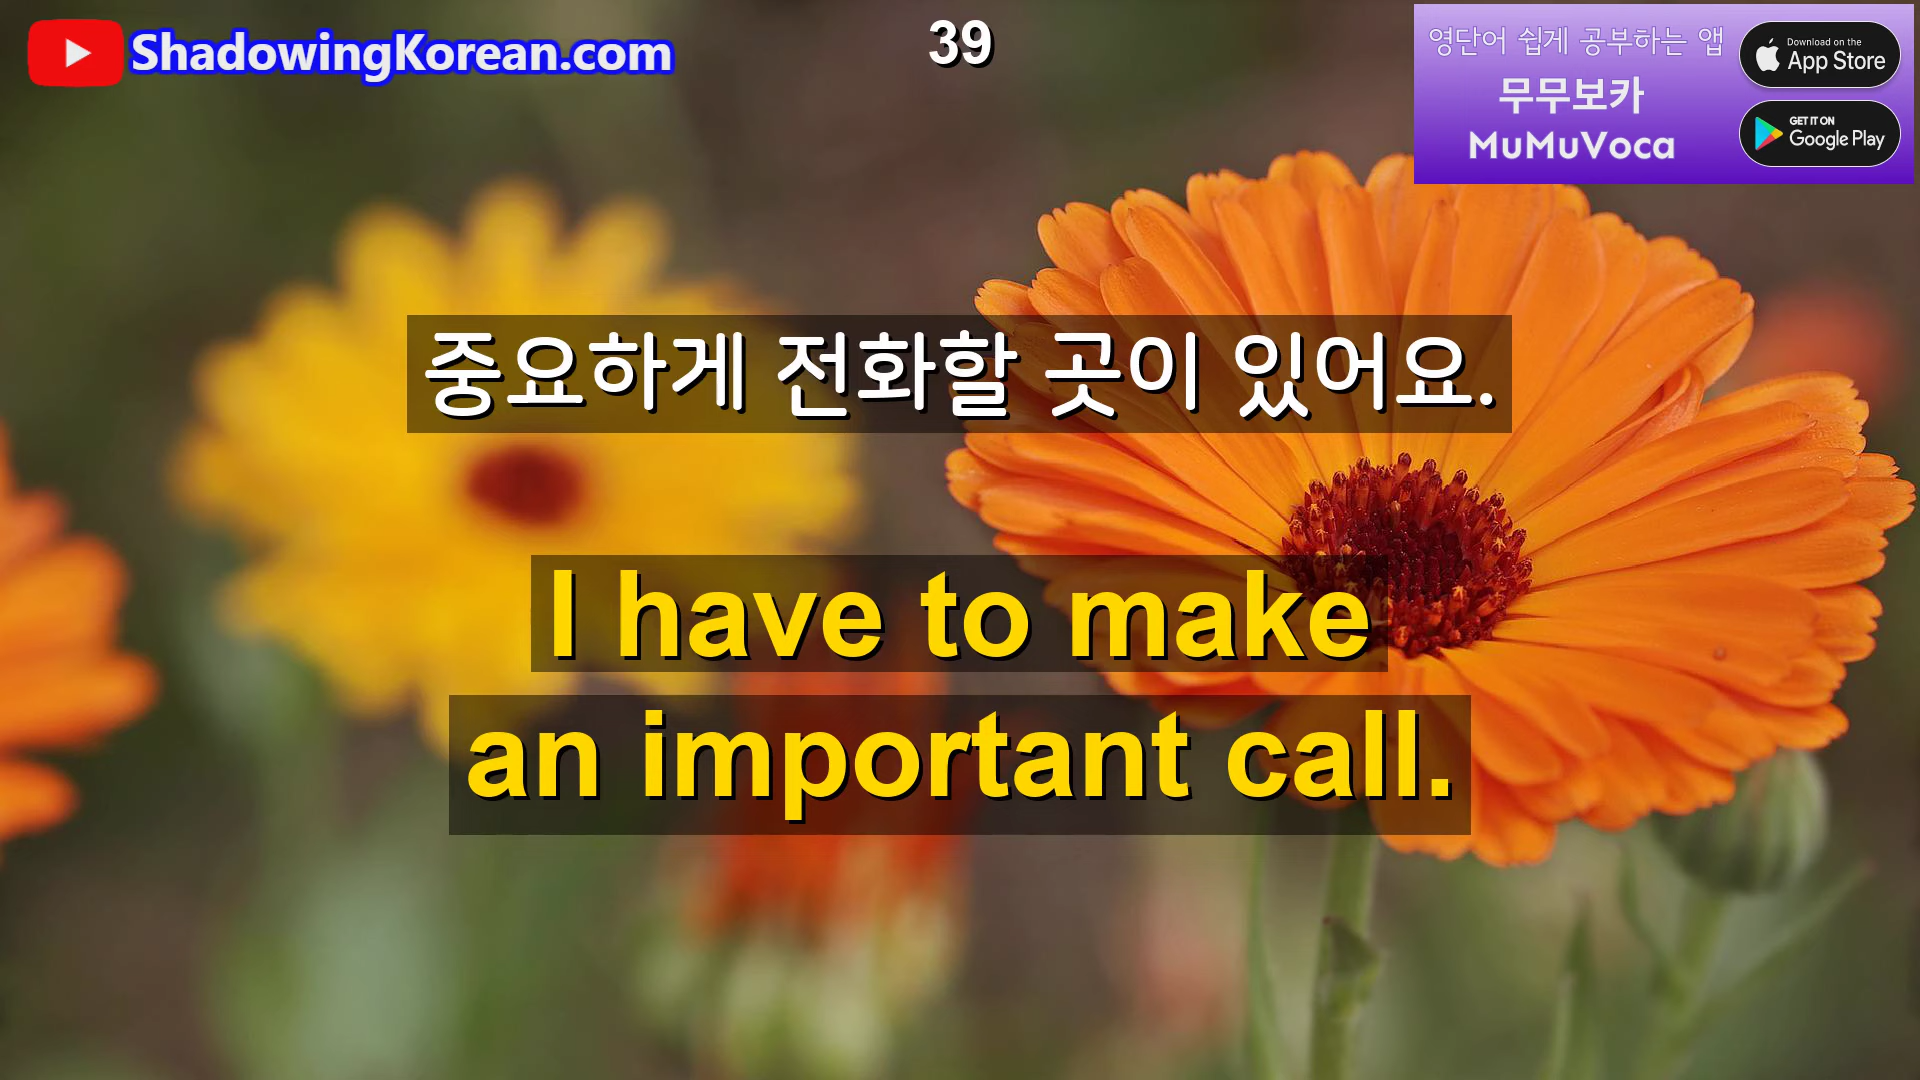 ShadowingKorean.com
39
영단어 쉽게 공부하는 앱
무무보카
MuMuVoca
Download on the
App Store
GET IT ON
Google Play
중요하게 전화할 곳이 있어요.
I have to make
an important call.